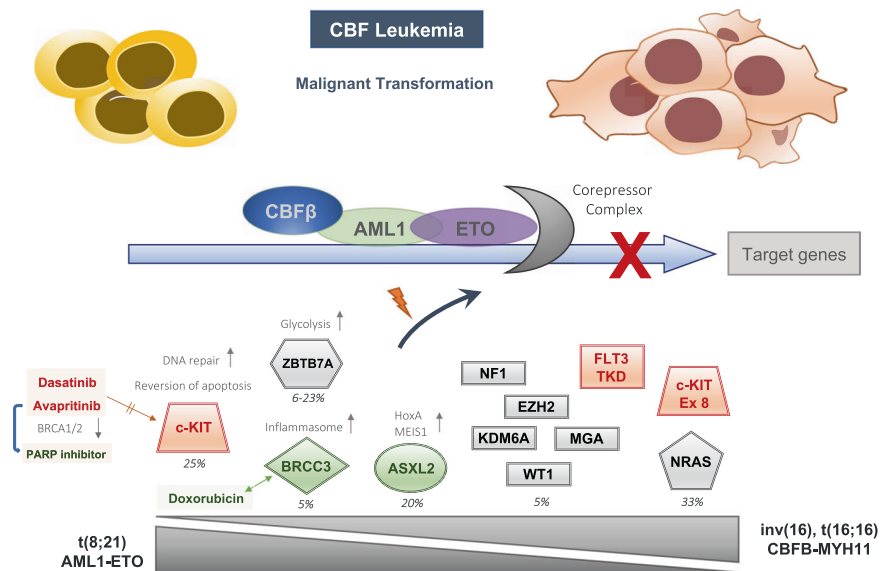 CBF Leukemia
Malignant Transformation
CBFβ
AML1
ETO
Corepressor
Complex
X
Target genes
Glycolysis
ZBTB7A
6-23%
DNA repair
Reversion of apoptosis
Dasatinib
Avapritinib
BRCA1/2
PARP inhibitor
c-KIT
25%
Inflammasome
BRCC3
5%
Doxorubicin
HoxA
MEIS1
ASXL2
20%
NF1
EZH2
KDM6A
MGA
WT1
5%
FLT3
TKD
c-KIT
Ex 8
NRAS
33%
t(8;21)
AML1-ETO
inv(16), t(16;16)
CBFB-MYH11